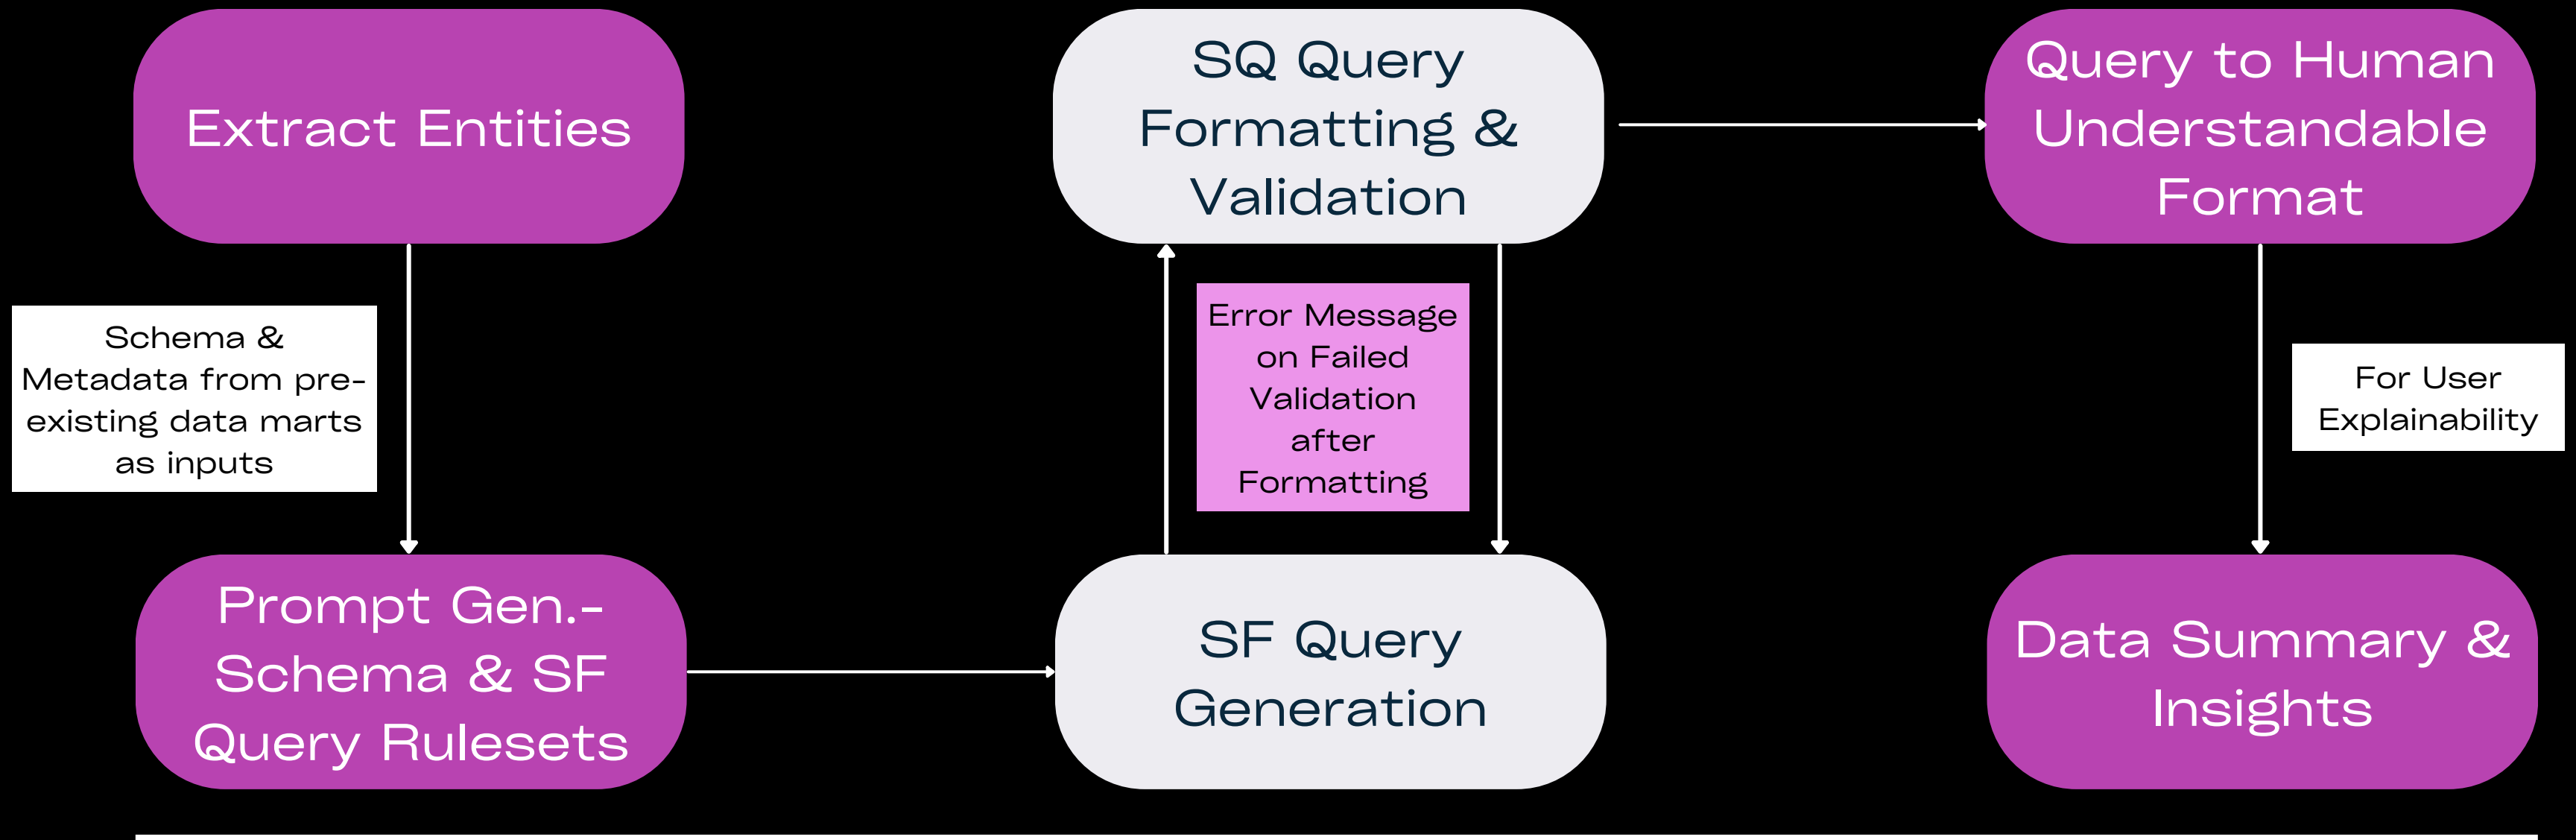 Extract Entities
Schema &
Metadata from pre-
existing data marts
as inputs
Prompt Gen.-
Schema & SF
Query Rulesets
SQ Query
Formatting &
Validation
Error Message
on Failed
Validation
after
Formatting
SF Query
Generation
Query to Human
Understandable
Format
For User
Explainability
Data Summary &
Insights